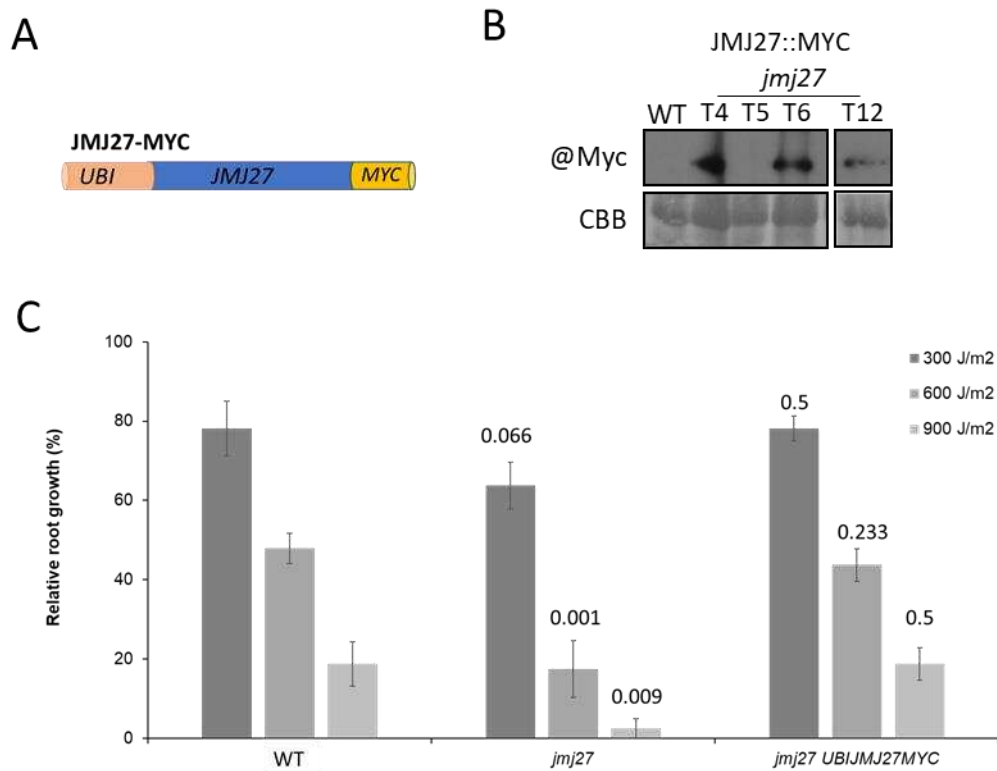 A
JMJ27-MYC
UBI JMJ27 MYC
B
JMJ27::MYC
jmj27
WT T4 T5 T6 T12
@Myc
CBB
C
Relative root growth (%)
100
80
60
40
20
0
300 J/m2
600 J/m2
900 J/m2
0.066
0.001
0.009
0.5
0.233
0.5
WT jmj27 jmj27 UBIJMJ27MYC